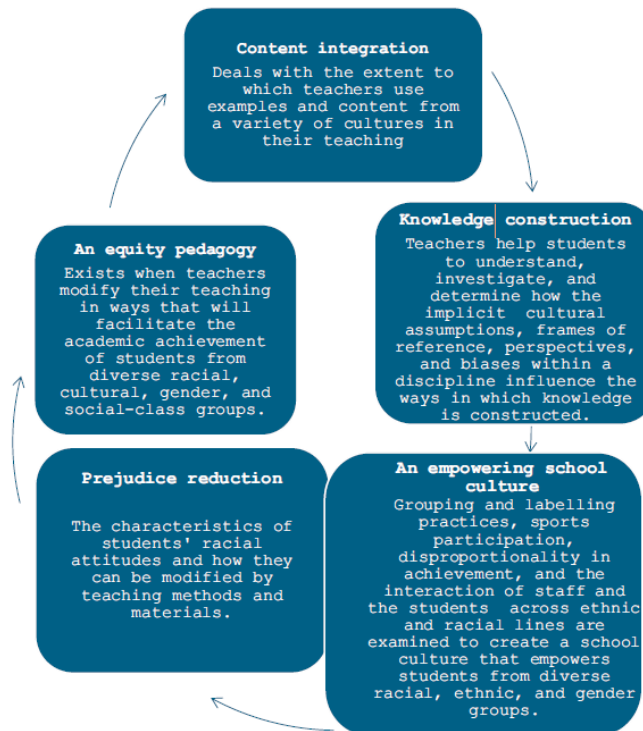 Content integration
Deals with the extent to
which teachers use
examples and content from
a variety of cultures in
their teaching
Knowledge construction
Teachers help students
to understand,
investigate, and
determine how the
implicit cultural
assumptions, frames of
reference, perspectives,
and biases within a
discipline influence the
ways in which knowledge
is constructed.
An empowering school
culture
Grouping and labelling
practices, sports
participation,
disproportionality in
achievement, and the
interaction of staff and
the students across ethnic
and racial lines are
examined to create a school
culture that empowers
students from diverse
racial, ethnic, and gender
groups.
Prejudice reduction
The characteristics of
students' racial
attitudes and how they
can be modified by
teaching methods and
materials.
An equity pedagogy
Exists when teachers
modify their teaching
in ways that will
facilitate the
academic achievement
of students from
diverse racial,
cultural, gender, and
social-class groups.